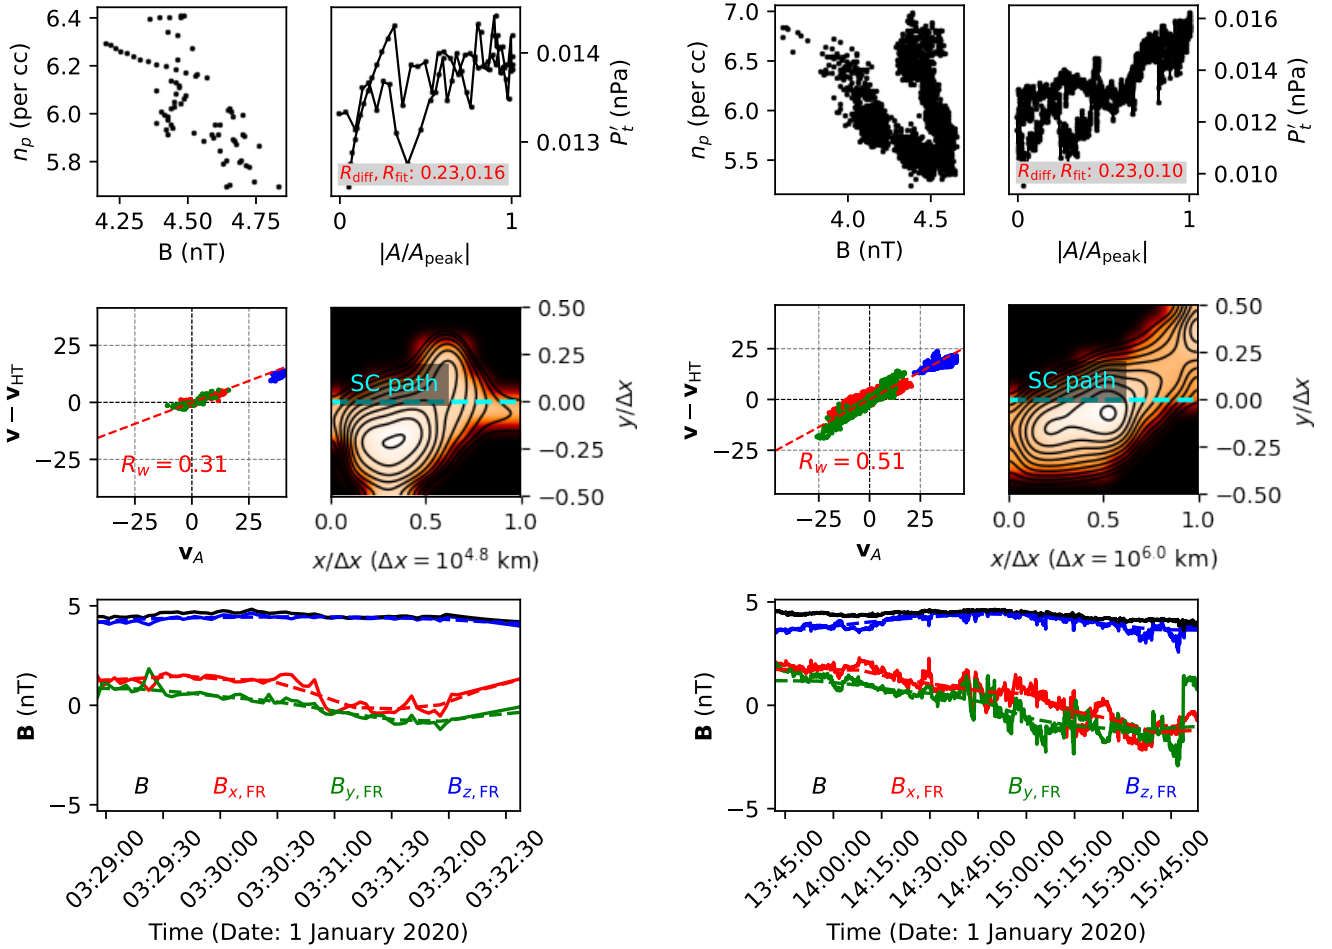 6.4
6.2
6.0
5.8
n_p (per cc)
4.25 4.50 4.75
B (nT)
R_diff, R_fit: 0.23,0.16
0 1
|A/A_peak|
0.014
0.013
P'_t (nPa)
7.0
6.5
6.0
5.5
n_p (per cc)
4.0 4.5
B (nT)
R_diff, R_fit: 0.23,0.10
0 1
|A/A_peak|
0.016
0.014
0.012
0.010
P'_t (nPa)
25
0
−25
v − v_HT
R_w = 0.31
−25 0 25
v_A
SC path
0.50
0.25
0.00
−0.25
−0.50
y/Δx
0.0 0.5 1.0
x/Δx (Δx = 10^4.8 km)
25
0
−25
v − v_HT
R_w = 0.51
−25 0 25
v_A
SC path
0.50
0.25
0.00
−0.25
−0.50
y/Δx
0.0 0.5 1.0
x/Δx (Δx = 10^6.0 km)
5
0
−5
B (nT)
B B_x, FR B_y, FR B_z, FR
03:29:00 03:29:30 03:30:00 03:30:30 03:31:00 03:31:30 03:32:00 03:32:30
Time (Date: 1 January 2020)
5
0
−5
B (nT)
B B_x, FR B_y, FR B_z, FR
13:45:00 14:00:00 14:15:00 14:30:00 14:45:00 15:00:00 15:15:00 15:30:00 15:45:00
Time (Date: 1 January 2020)